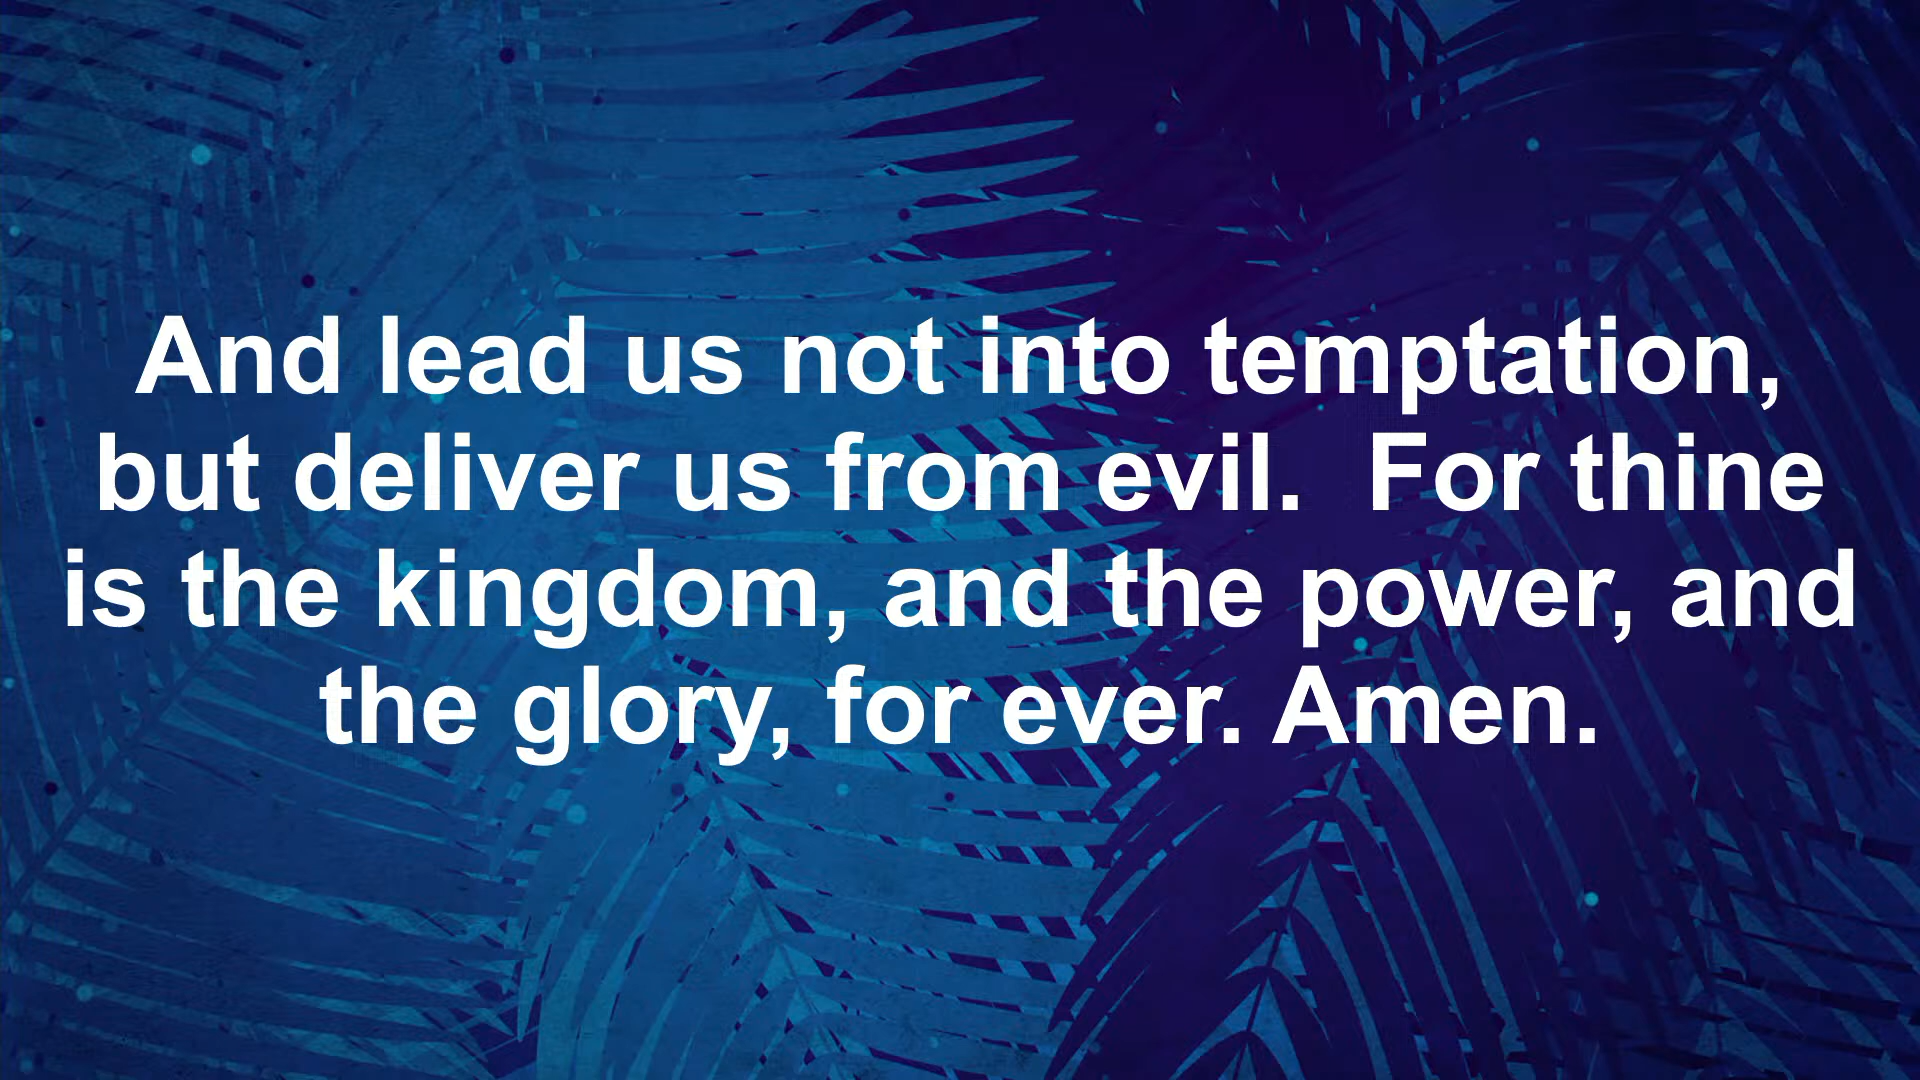 And lead us not into temptation,
but deliver us from evil.  For thine
is the kingdom, and the power, and
the glory, for ever. Amen.